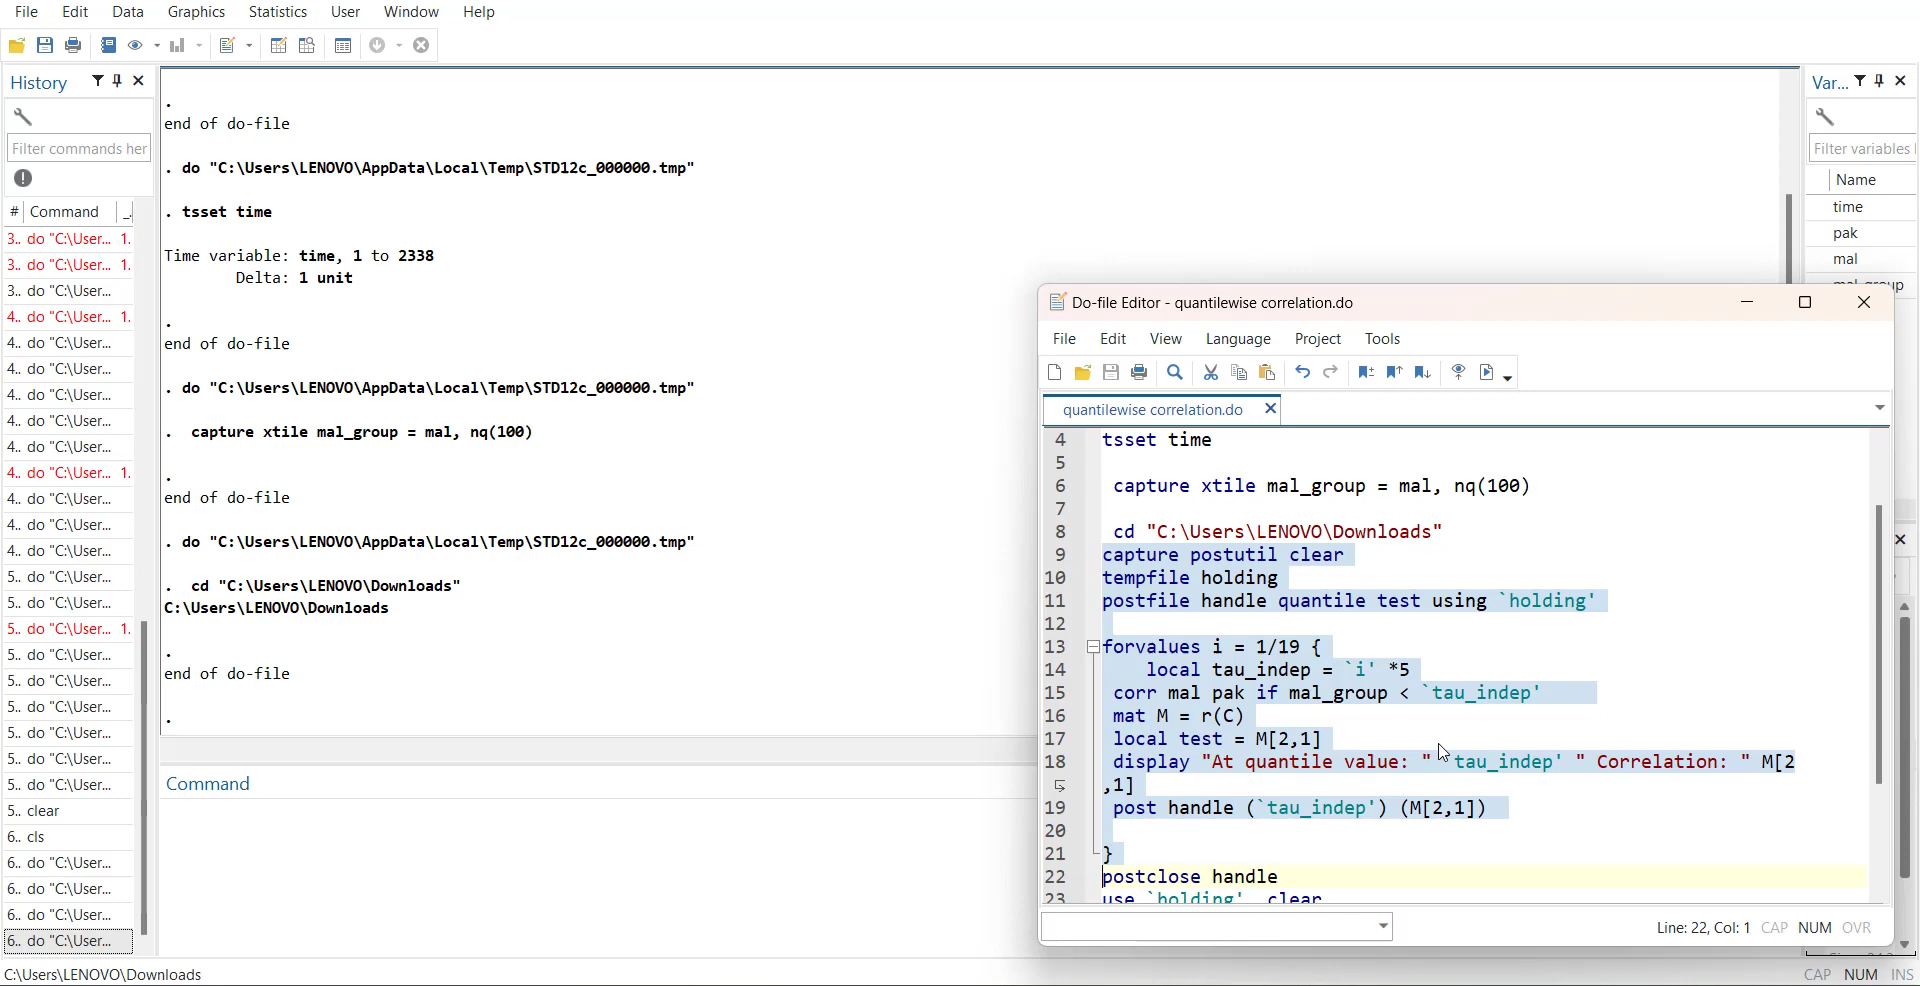 File Edit Data Graphics Statistics User Window Help
History
Filter commands her
# Command _.
3.. do "C:\User... 1.
3.. do "C:\User... 1.
3.. do "C:\User...
4.. do "C:\User... 1.
4.. do "C:\User...
4.. do "C:\User...
4.. do "C:\User...
4.. do "C:\User...
4.. do "C:\User...
4.. do "C:\User... 1.
4.. do "C:\User...
4.. do "C:\User...
4.. do "C:\User...
5.. do "C:\User...
5.. do "C:\User...
5.. do "C:\User... 1.
5.. do "C:\User...
5.. do "C:\User...
5.. do "C:\User...
5.. do "C:\User...
5.. do "C:\User...
5.. do "C:\User...
5.. clear
6.. cls
6.. do "C:\User...
6.. do "C:\User...
6.. do "C:\User...
6.. do "C:\User...
.
end of do-file
. do "C:\Users\LENOVO\AppData\Local\Temp\STD12c_000000.tmp"
. tsset time
Time variable: time, 1 to 2338
Delta: 1 unit
.
end of do-file
. do "C:\Users\LENOVO\AppData\Local\Temp\STD12c_000000.tmp"
. capture xtile mal_group = mal, nq(100)
.
end of do-file
. do "C:\Users\LENOVO\AppData\Local\Temp\STD12c_000000.tmp"
. cd "C:\Users\LENOVO\Downloads"
C:\Users\LENOVO\Downloads
.
end of do-file
.
Command
Var...
Filter variables
Name
time
pak
mal
mal_group
Do-file Editor - quantilewise correlation.do
File Edit View Language Project Tools
quantilewise correlation.do
4 tsset time
5
6 capture xtile mal_group = mal, nq(100)
7
8 cd "C:\Users\LENOVO\Downloads"
9 capture postutil clear
10 tempfile holding
11 postfile handle quantile test using `holding'
12
13 forvalues i = 1/19 {
14 local tau_indep = `i' *5
15 corr mal pak if mal_group < `tau_indep'
16 mat M = r(C)
17 local test = M[2,1]
18 display "At quantile value: " `tau_indep' " Correlation: " M[2
,1]
19 post handle (`tau_indep') (M[2,1])
20
21 }
22 postclose handle
23 use `holding', clear
Line: 22, Col: 1 CAP NUM OVR
C:\Users\LENOVO\Downloads
CAP NUM INS